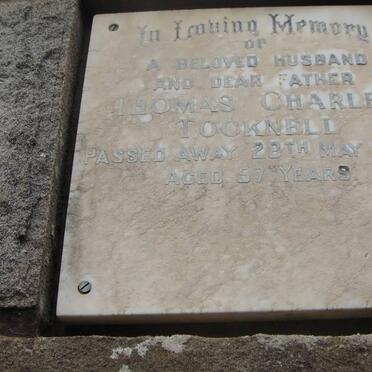 In Loving Memory
OF
A BELOVED HUSBAND
AND DEAR FATHER
THOMAS CHARLE
TOCKNELL
PASSED AWAY 28TH MAY
AGED 57 YEARS